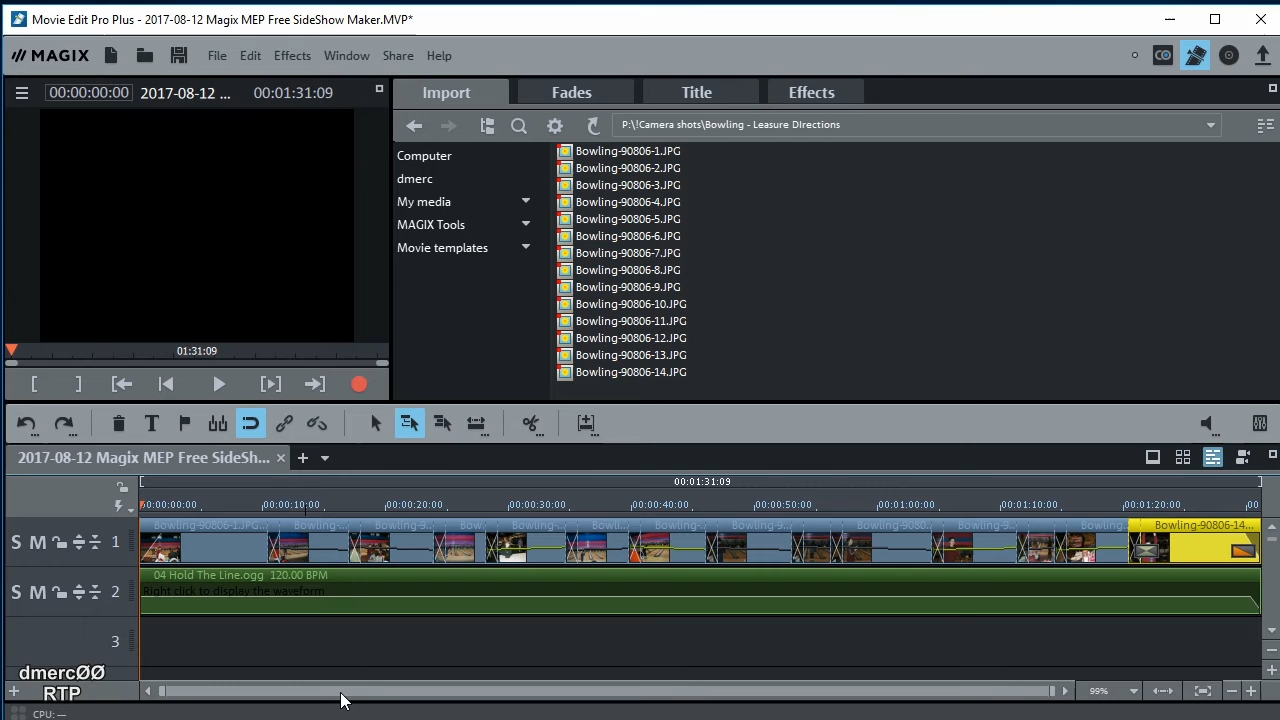 Movie Edit Pro Plus - 2017-08-12 Magix MEP Free SideShow Maker.MVP*
MAGIX File Edit Effects Window Share Help
00:00:00:00 2017-08-12 ... 00:01:31:09
Import Fades Title Effects
P:\!Camera shots\Bowling - Leasure DIrections
Computer
dmerc
My media
MAGIX Tools
Movie templates
Bowling-90806-1.JPG
Bowling-90806-2.JPG
Bowling-90806-3.JPG
Bowling-90806-4.JPG
Bowling-90806-5.JPG
Bowling-90806-6.JPG
Bowling-90806-7.JPG
Bowling-90806-8.JPG
Bowling-90806-9.JPG
Bowling-90806-10.JPG
Bowling-90806-11.JPG
Bowling-90806-12.JPG
Bowling-90806-13.JPG
Bowling-90806-14.JPG
01:31:09
2017-08-12 Magix MEP Free SideSh...
00:01:31:09
00:00:00:00 00:00:10:00 00:00:20:00 00:00:30:00 00:00:40:00 00:00:50:00 00:01:00:00 00:01:10:00 00:01:20:00 00
Bowling-90806-1.JPG... Bowling-... Bowling-9... Bow... Bowling-... Bowli... Bowling-... Bowling-9... Bowling-9080... Bowling-9... Bowling... Bowling-90806-14...
S M 1
04 Hold The Line.ogg 120.00 BPM
Right click to display the waveform
S M 2
3
dmercØØ
RTP
99%
CPU: —